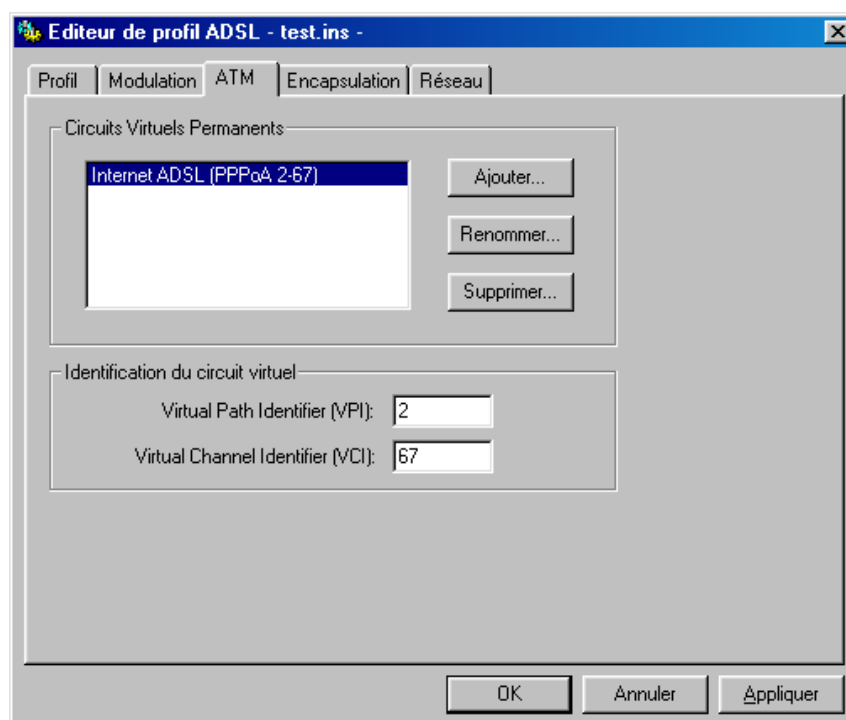 Editeur de profil ADSL - test.ins -
Profil Modulation ATM Encapsulation Réseau
Circuits Virtuels Permanents
Internet ADSL (PPPoA 2-67)
Ajouter...
Renommer...
Supprimer...
Identification du circuit virtuel
Virtual Path Identifier (VPI): 2
Virtual Channel Identifier (VCI): 67
OK Annuler Appliquer